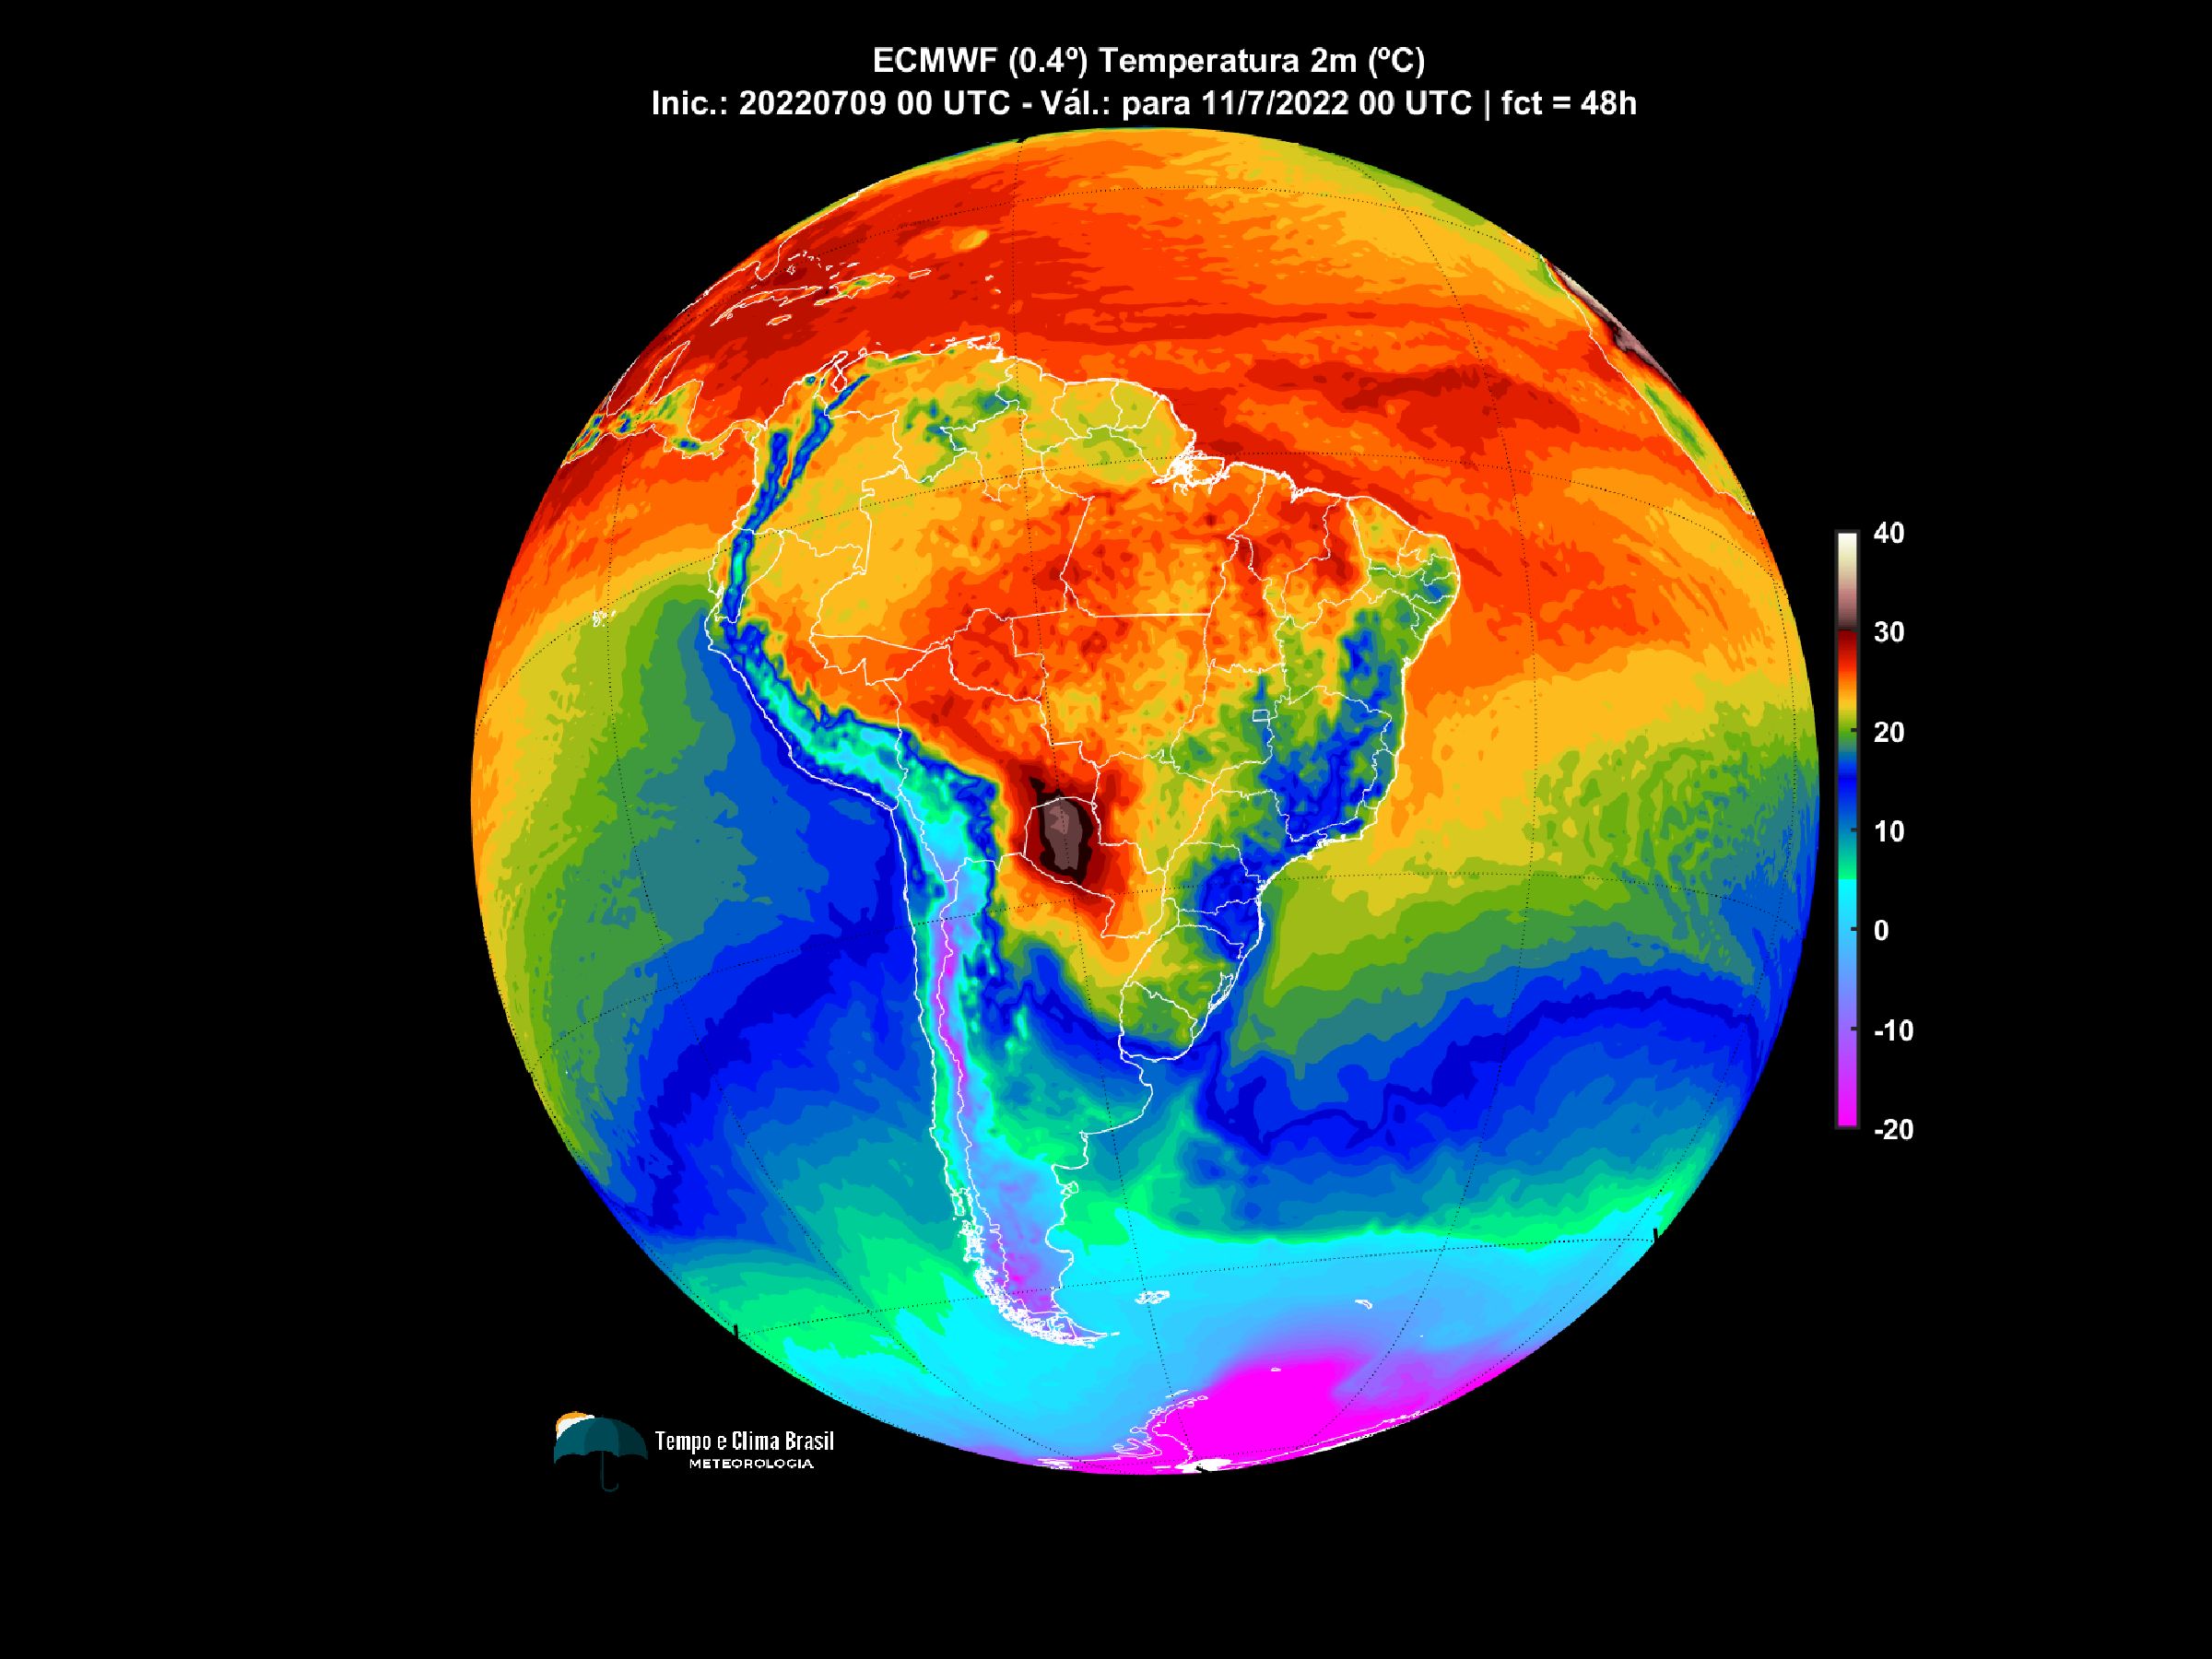 ECMWF (0.4º) Temperatura 2m (ºC)
Inic.: 20220709 00 UTC - Vál.: para 11/7/2022 00 UTC | fct = 48h
40
30
20
10
0
-10
-20
Tempo e Clima Brasil
METEOROLOGIA